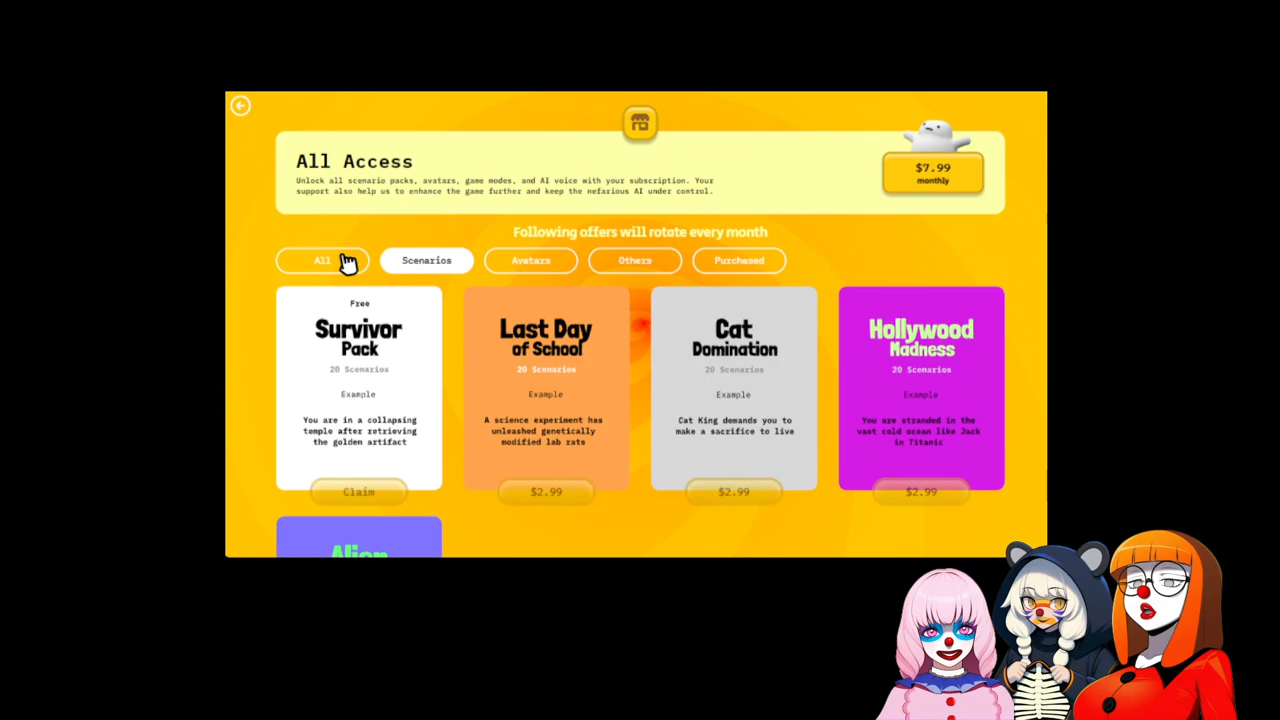 All Access
Unlock all scenario packs, avatars, game modes, and AI voice with your subscription. Your
support also help us to enhance the game further and keep the nefarious AI under control.
$7.99
monthly
Following offers will rotate every month
All
Scenarios
Avatars
Others
Purchased
Free
Survivor
Pack
20 Scenarios
Example
You are in a collapsing
temple after retrieving
the golden artifact
Claim
Last Day
of School
20 Scenarios
Example
A science experiment has
unleashed genetically
modified lab rats
$2.99
Cat
Domination
20 Scenarios
Example
Cat King demands you to
make a sacrifice to live
$2.99
Hollywood
Madness
20 Scenarios
Example
You are stranded in the
vast cold ocean like Jack
in Titanic
$2.99
Alien